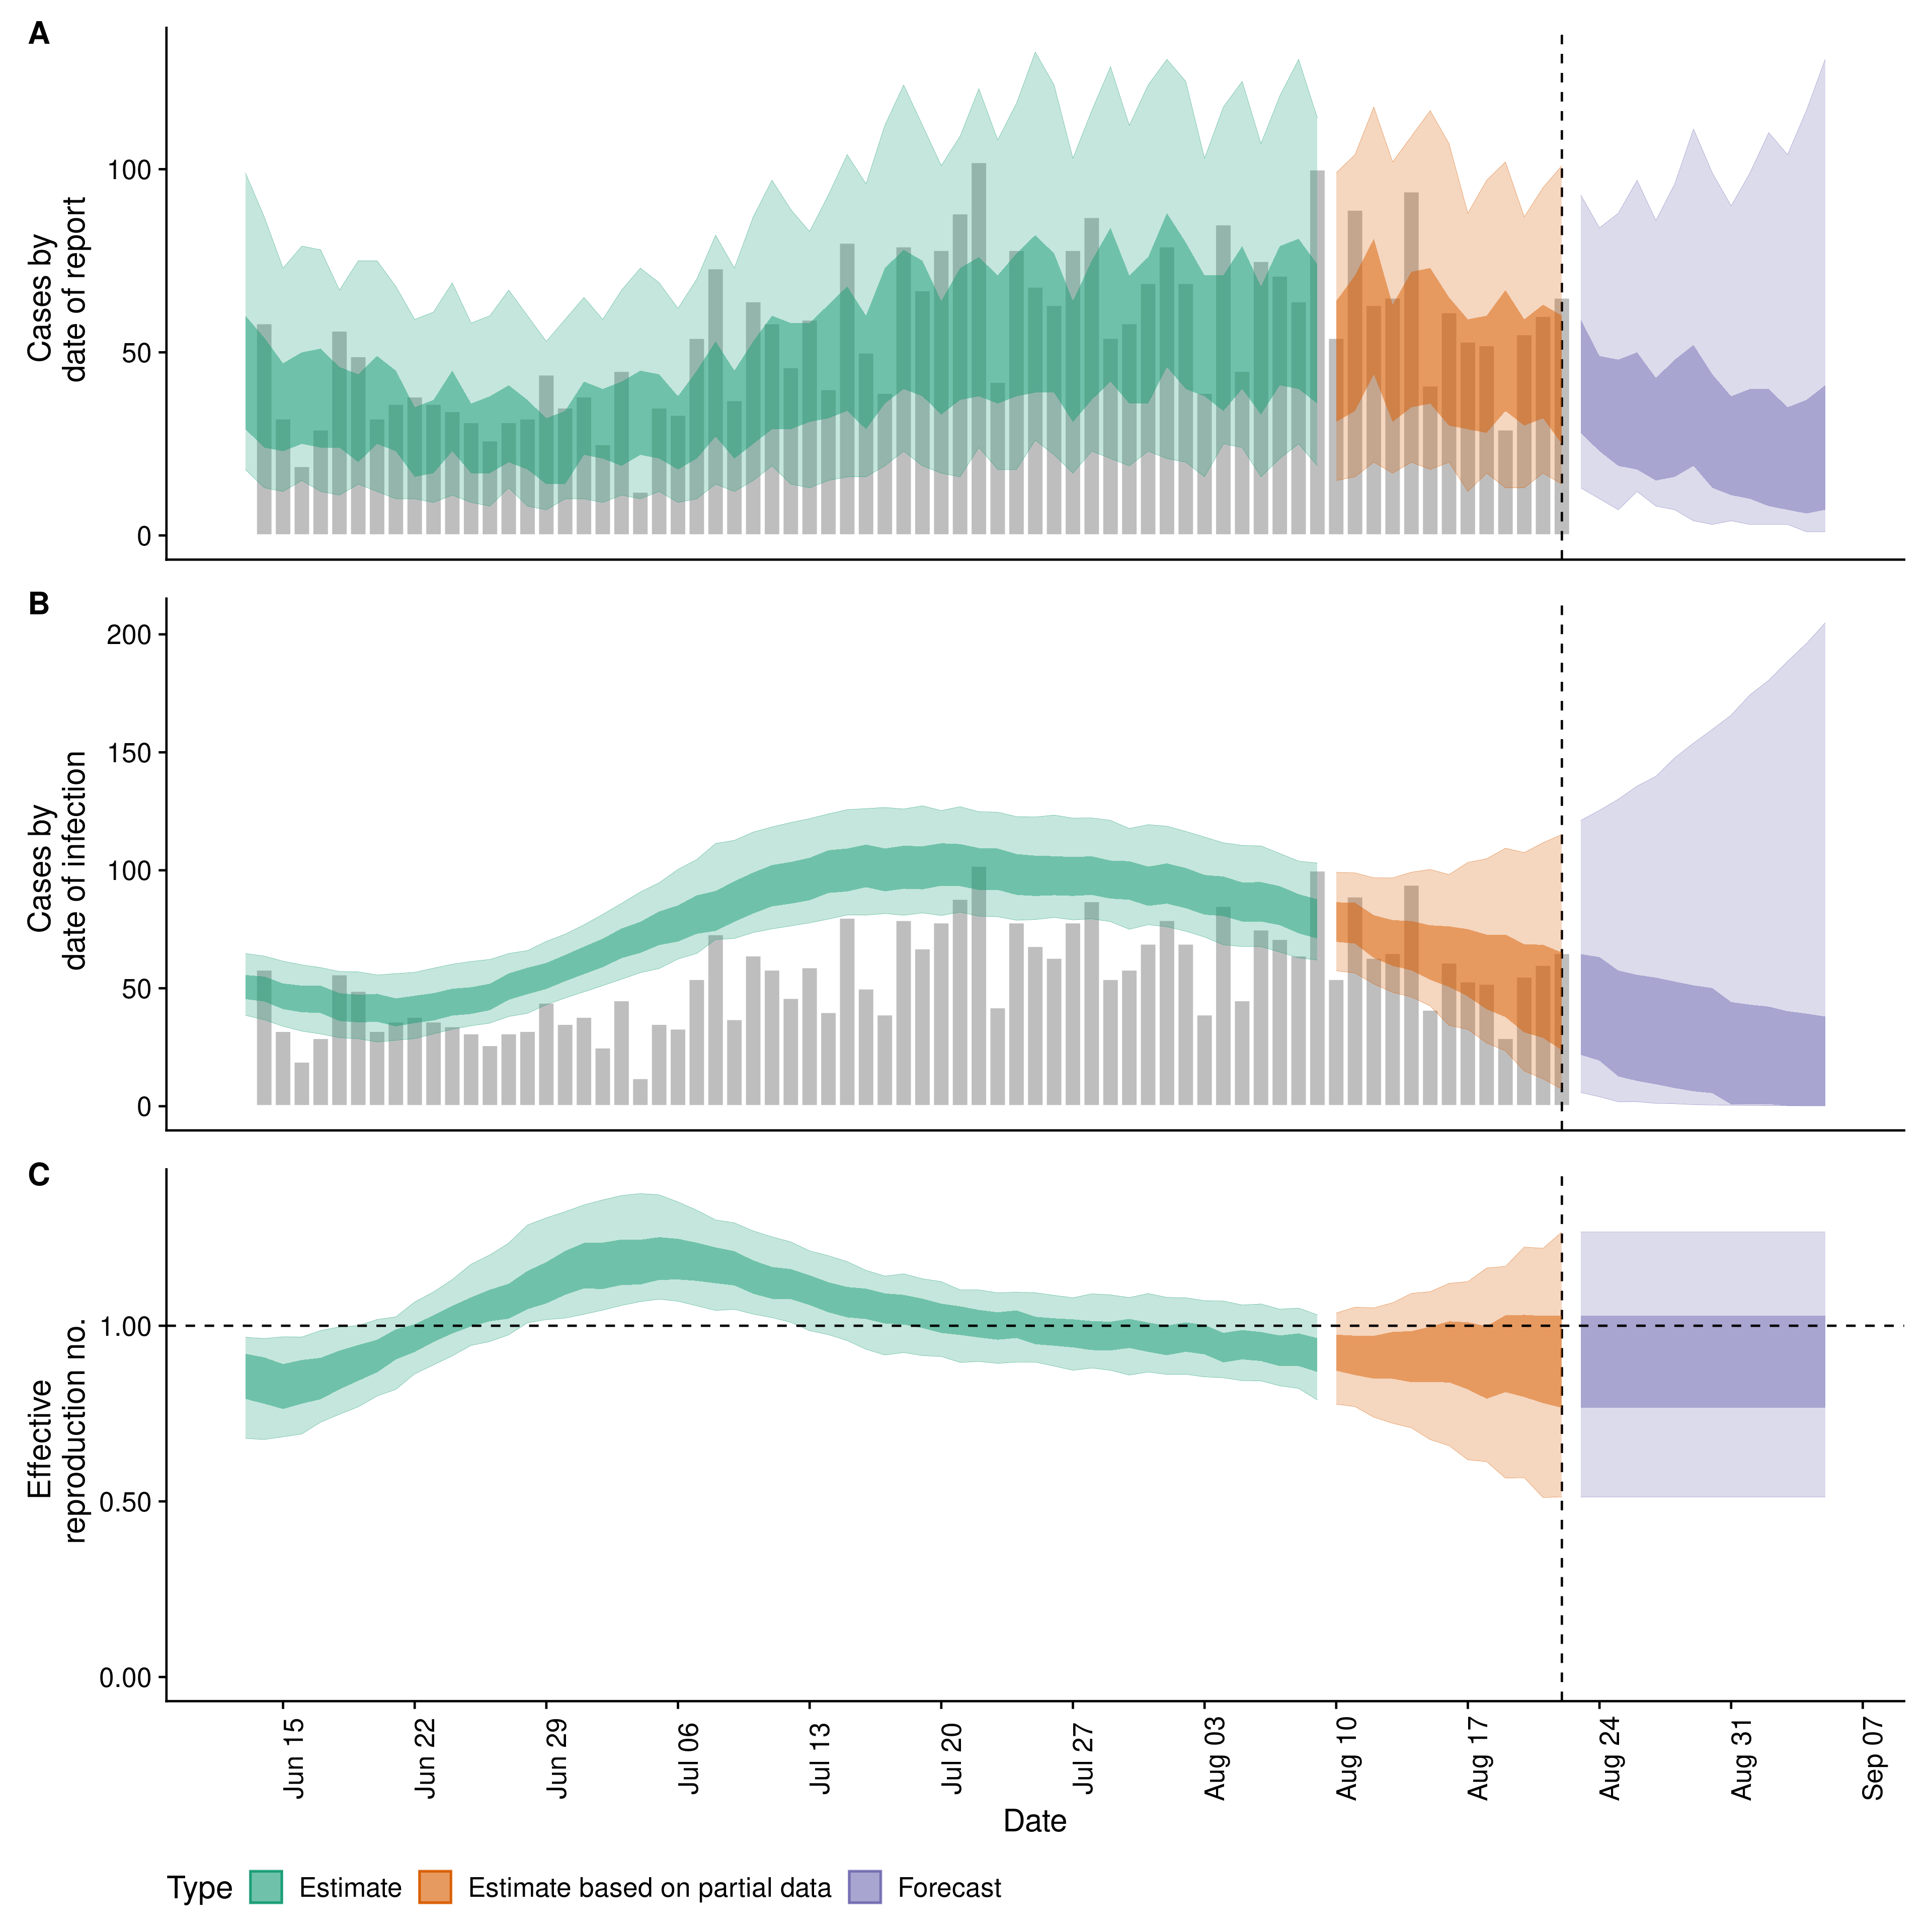 A
Cases by
date of report
100
50
0
B
Cases by
date of infection
200
150
100
50
0
C
Effective
reproduction no.
1.00
0.50
0.00
Jun 15
Jun 22
Jun 29
Jul 06
Jul 13
Jul 20
Jul 27
Aug 03
Aug 10
Aug 17
Aug 24
Aug 31
Sep 07
Date
Type Estimate Estimate based on partial data Forecast